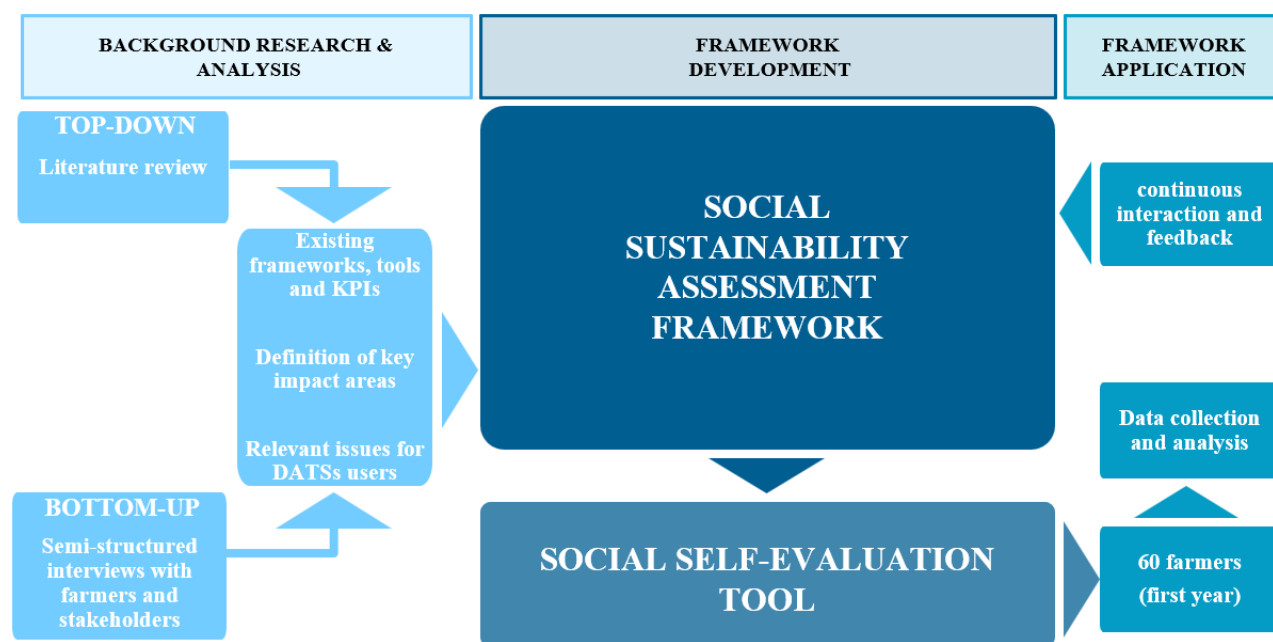 BACKGROUND RESEARCH &
ANALYSIS
FRAMEWORK
DEVELOPMENT
FRAMEWORK
APPLICATION
TOP-DOWN
Literature review
Existing
frameworks, tools
and KPIs
Definition of key
impact areas
Relevant issues for
DATSs users
BOTTOM-UP
Semi-structured
interviews with
farmers and
stakeholders
SOCIAL
SUSTAINABILITY
ASSESSMENT
FRAMEWORK
SOCIAL SELF-EVALUATION
TOOL
continuous
interaction and
feedback
Data collection
and analysis
60 farmers
(first year)